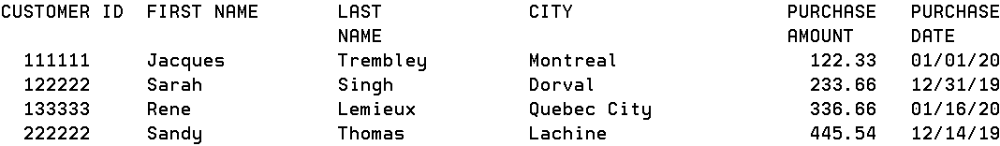 CUSTOMER ID FIRST NAME LAST CITY PURCHASE PURCHASE
NAME AMOUNT DATE
111111 Jacques Trembley Montreal 122.33 01/01/20
122222 Sarah Singh Dorval 233.66 12/31/19
133333 Rene Lemieux Quebec City 336.66 01/16/20
222222 Sandy Thomas Lachine 445.54 12/14/19